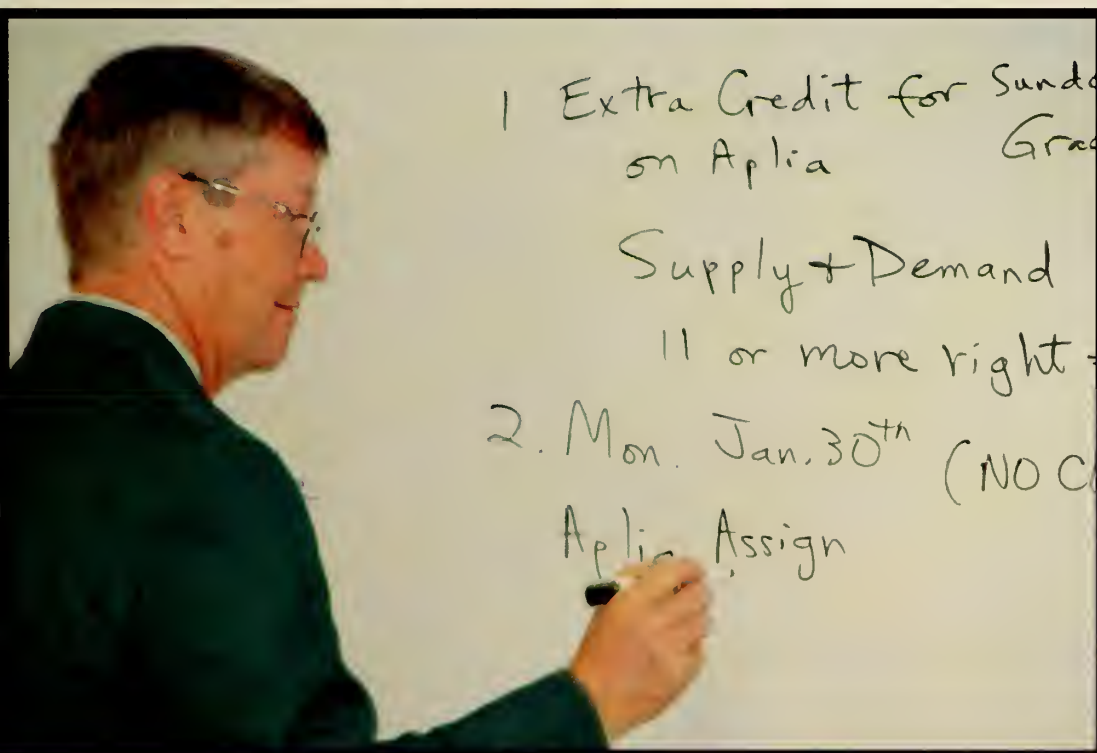 1 Extra Credit for
on Aplia
Supply + Demand
11 or more right
2. Mon. Jan. 30th (NO
Aplia Assign